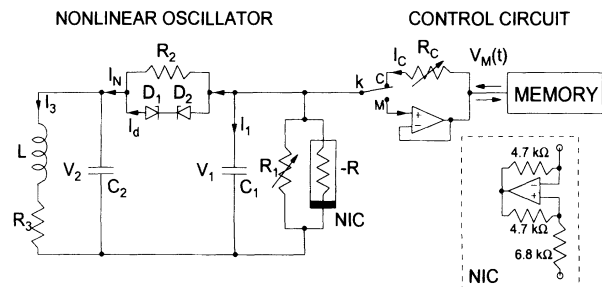 NONLINEAR OSCILLATOR
CONTROL CIRCUIT
R2
IN
D1 D2
Id
I3
L
V2
C2
R3
I1
V1
C1
R1
-R
NIC
k
C
M
IC
RC
VM(t)
MEMORY
-
+
4.7 kΩ
-
+
4.7 kΩ
6.8 kΩ
NIC